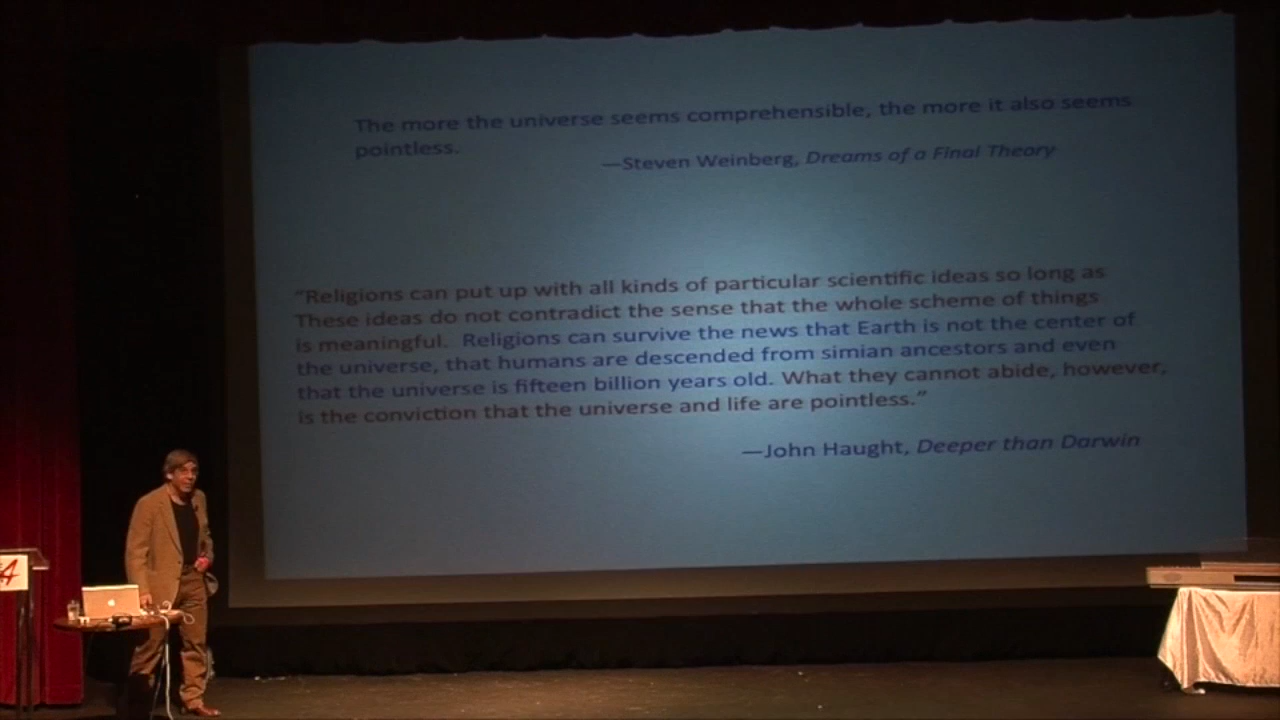 The more the universe seems comprehensible, the more it also seems
pointless.
—Steven Weinberg, Dreams of a Final Theory
"Religions can put up with all kinds of particular scientific ideas so long as
These ideas do not contradict the sense that the whole scheme of things
is meaningful. Religions can survive the news that Earth is not the center of
the universe, that humans are descended from simian ancestors and even
that the universe is fifteen billion years old. What they cannot abide, however,
is the conviction that the universe and life are pointless."
—John Haught, Deeper than Darwin